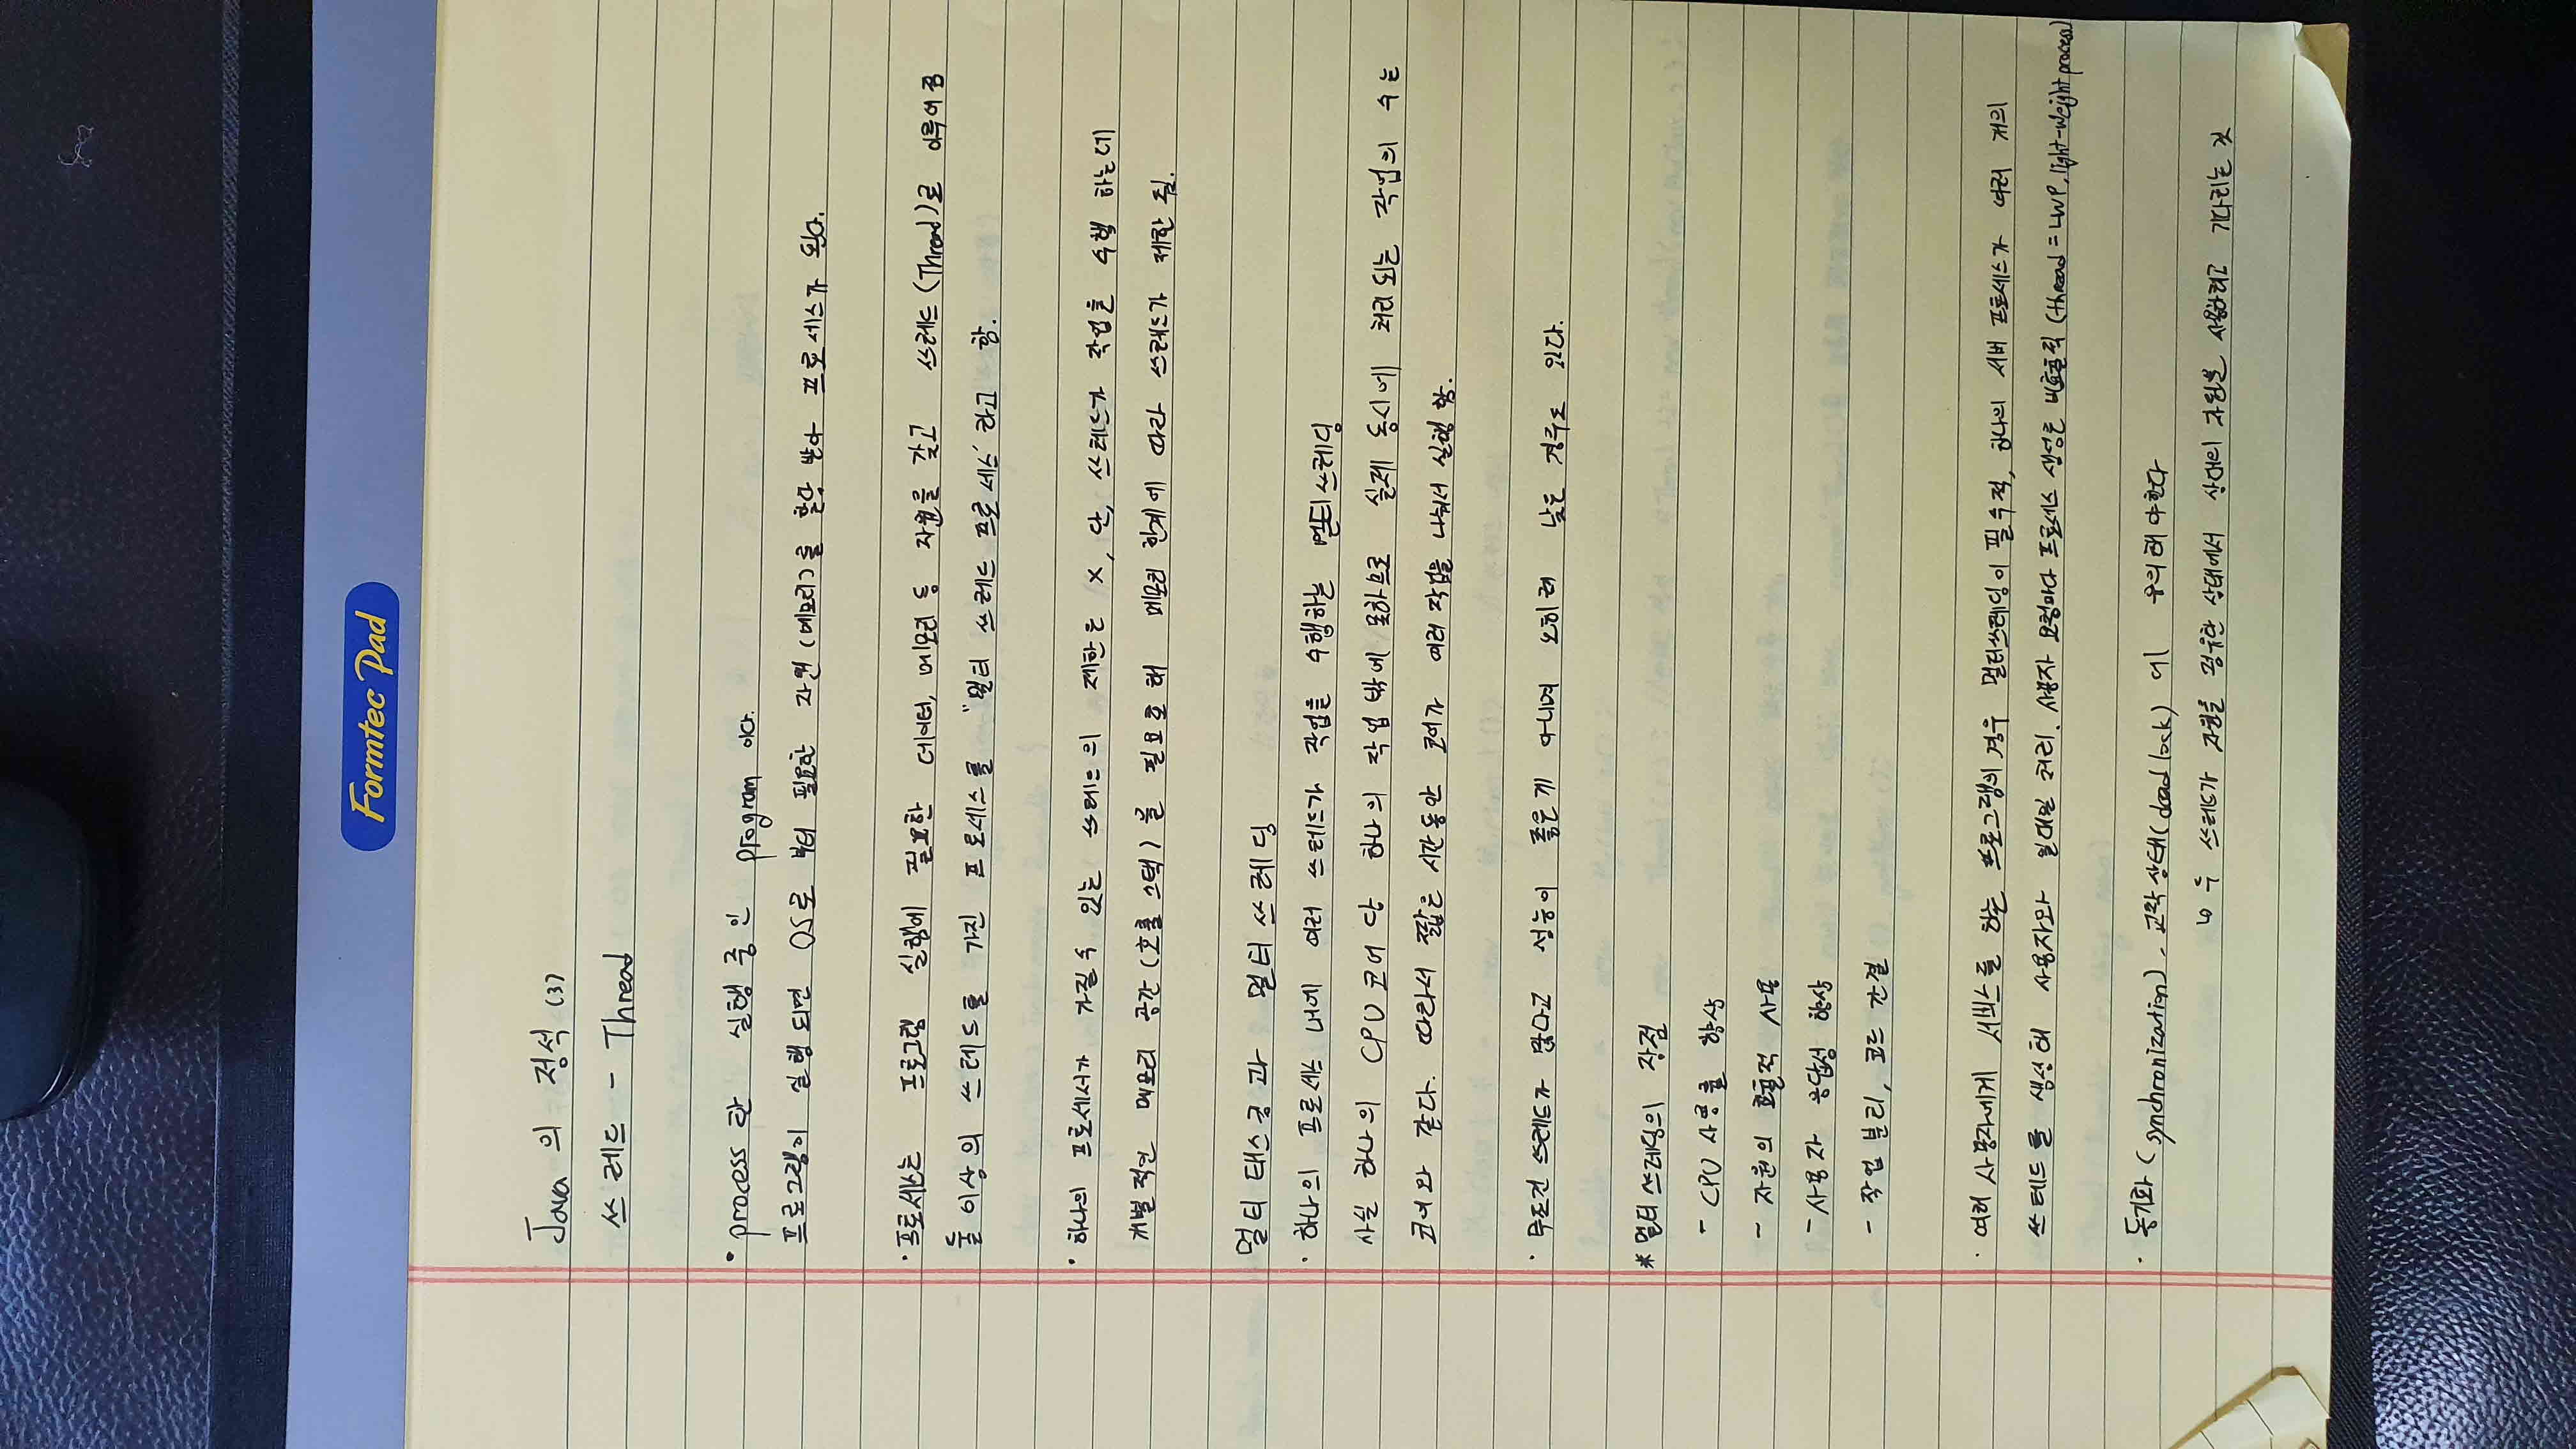 Formtec Pad
Java 의 정석 (3)
쓰레드 - Thread
• process 란 실행 중인 program 이다.
프로그램이 실행되면 OS로 부터 필요한 자원(메모리)를 할당 받아 프로세스가 된다.
· 프로세스는 프로그램 실행에 필요한 데이터, 메모리 등 자원을 갖고 쓰레드(Thread)로 이루어짐
둘 이상의 쓰레드를 가진 프로세스를 "멀티 쓰레드 프로세스' 라고 함.
· 하나의 프로세서가 가질 수 있는 쓰레드의 제한은 X, 단, 쓰레드가 작업을 수행 하는데
개별적인 메모리 공간(호출 스택)을 필요로 해 메모리 한계에 따라 쓰레드가 제한 됨.
멀티 태스킹과 멀티 쓰레딩
· 하나의 프로세스 내에 여러 쓰레드가 작업을 수행하는 멀티쓰레딩
사실 하나의 CPU 코어 당 하나의 작업 밖에 못하므로 실제 동시에 처리되는 작업의 수는
코어와 같다. 따라서 짧은 시간동안 코어가 여러 작업을 나눠서 실행 함.
· 무조건 쓰레드가 많다고 성능이 좋은게 아니며 오히려 낮은 경우도 있다.
* 멀티쓰레딩의 장점
- CPU 사용률 향상
- 자원의 효율적 사용
- 사용자 응답성 향상
- 작업 분리, 코드 간결
· 여러 사용자에게 서비스를 하는 프로그램의 경우 멀티쓰레딩이 필수적, 하나의 서버 프로세스가 여러 개의
쓰레드를 생성해 사용자와 일대일 처리. 사용자 요청마다 프로세스 생성은 비효율적 (thread = LWP, light-weight process)
· 동기화(synchronization), 교착상태(dead lock) 에 유의해야한다
↳ 두 쓰레드가 자원을 점유한 상태에서 상대의 자원을 사용하려고 기다리는 것